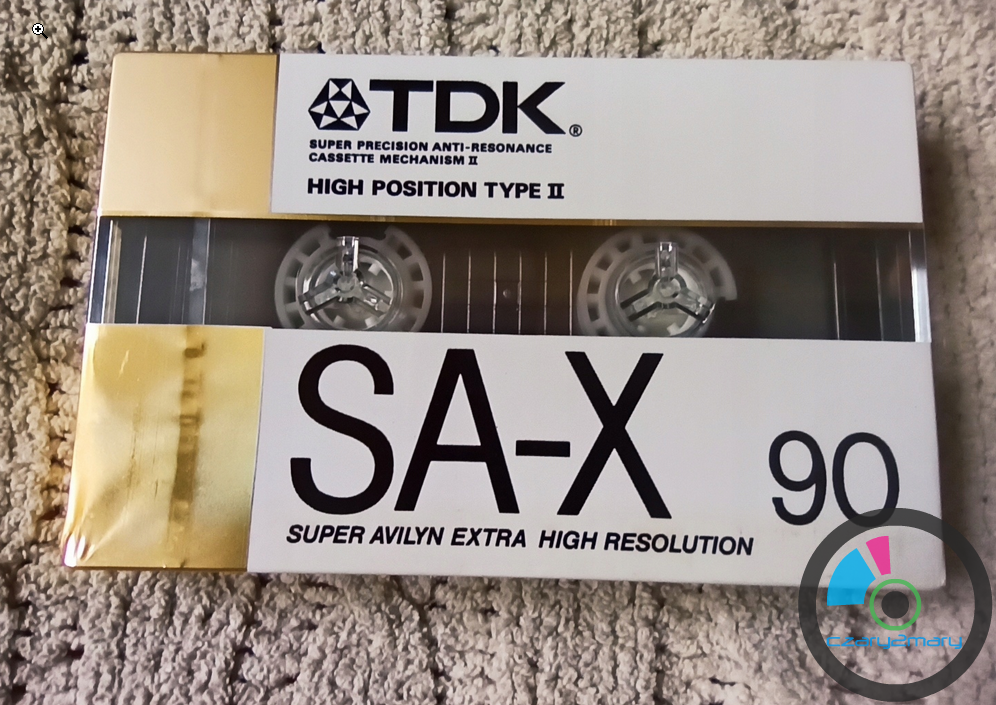 TDK®
SUPER PRECISION ANTI-RESONANCE
CASSETTE MECHANISM II
HIGH POSITION TYPE II
SA-X
90
SUPER AVILYN EXTRA HIGH RESOLUTION
czary2mary